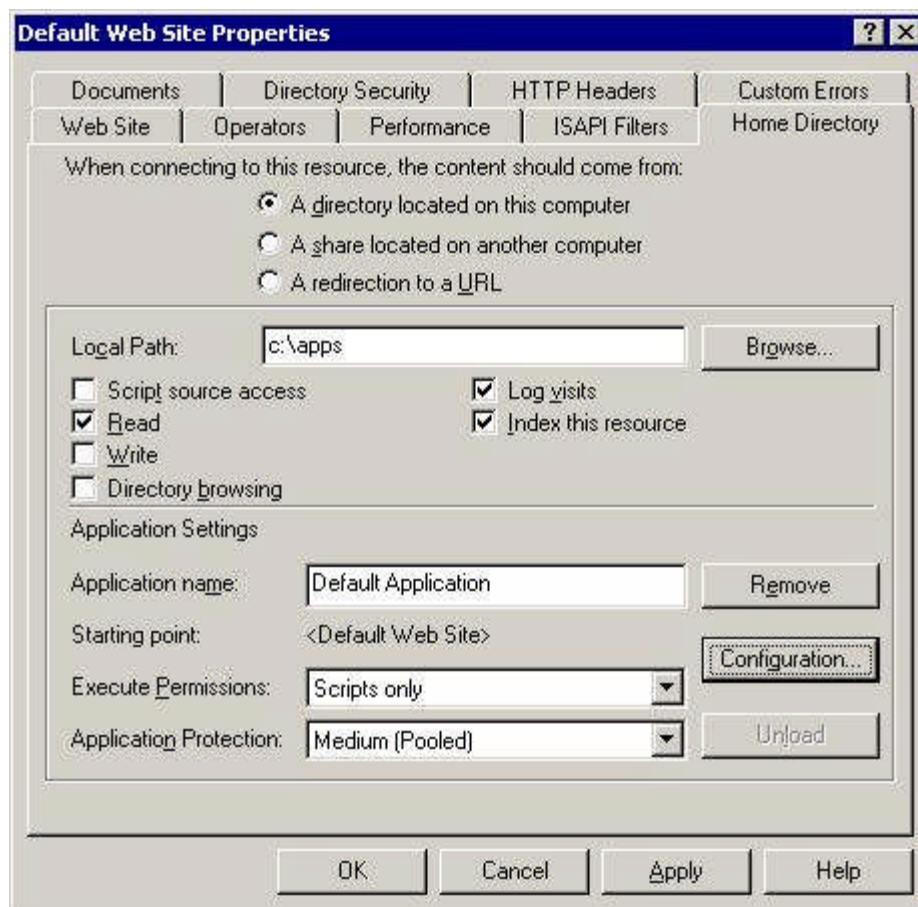 Default Web Site Properties
Documents Directory Security HTTP Headers Custom Errors
Web Site Operators Performance ISAPI Filters Home Directory
When connecting to this resource, the content should come from:
A directory located on this computer
A share located on another computer
A redirection to a URL
Local Path: c:\apps Browse...
Script source access Log visits
Read Index this resource
Write
Directory browsing
Application Settings
Application name: Default Application Remove
Starting point: <Default Web Site>
Configuration...
Execute Permissions: Scripts only
Application Protection: Medium (Pooled) Unload
OK Cancel Apply Help